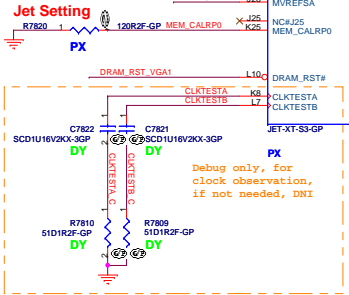 MVREFSA
Jet Setting
R7820 1 2 120R2F-GP MEM_CALRP0
J25 NC#J25
K25 MEM_CALRP0
PX
DRAM_RST_VGA1 L10 DRAM_RST#
CLKTESTA K8 CLKTESTA
CLKTESTB L7 CLKTESTB
JET-XT-S3-GP
C7822 C7821
SCD1U16V2KX-3GP SCD1U16V2KX-3GP
DY DY
PX
CLKTESTA_C CLKTESTB_C
Debug only, for
clock observation,
if not needed, DNI
R7810 R7809
51D1R2F-GP 51D1R2F-GP
DY DY